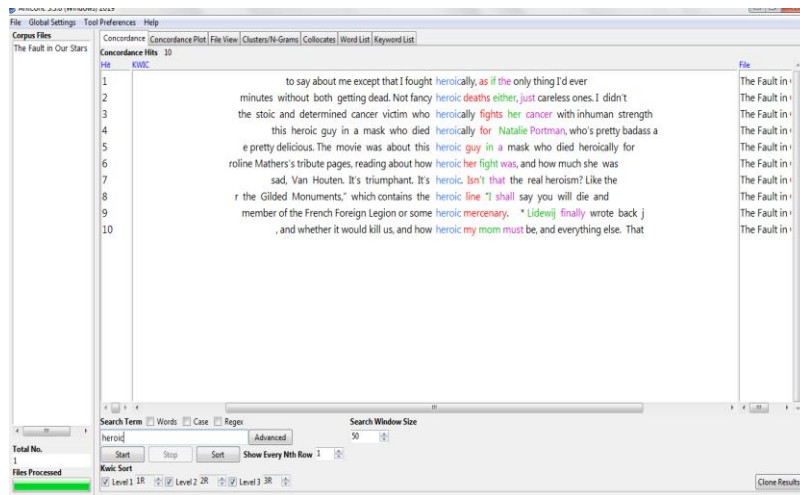 AntConc 3.5.8 (Windows) 2019
File Global Settings Tool Preferences Help
Corpus Files
The Fault in Our Stars
Concordance Concordance Plot File View Clusters/N-Grams Collocates Word List Keyword List
Concordance Hits 10
Hit KWIC File
1 to say about me except that I fought heroically, as if the only thing I'd ever The Fault in
2 minutes without both getting dead. Not fancy heroic deaths either, just careless ones. I didn't The Fault in
3 the stoic and determined cancer victim who heroically fights her cancer with inhuman strength The Fault in
4 this heroic guy in a mask who died heroically for Natalie Portman, who's pretty badass a The Fault in
5 e pretty delicious. The movie was about this heroic guy in a mask who died heroically for The Fault in
6 roline Mathers's tribute pages, reading about how heroic her fight was, and how much she was The Fault in
7 sad, Van Houten. It's triumphant. It's heroic. Isn't that the real heroism? Like the The Fault in
8 r the Gilded Monuments," which contains the heroic line "I shall say you will die and The Fault in
9 member of the French Foreign Legion or some heroic mercenary. * Lidewij finally wrote back j The Fault in
10 , and whether it would kill us, and how heroic my mom must be, and everything else. That The Fault in
Search Term Words Case Regex Search Window Size
heroic Advanced 50
Total No.
1
Start Stop Sort Show Every Nth Row 1
Files Processed
Kwic Sort
Level 1 1R Level 2 2R Level 3 3R Clone Results